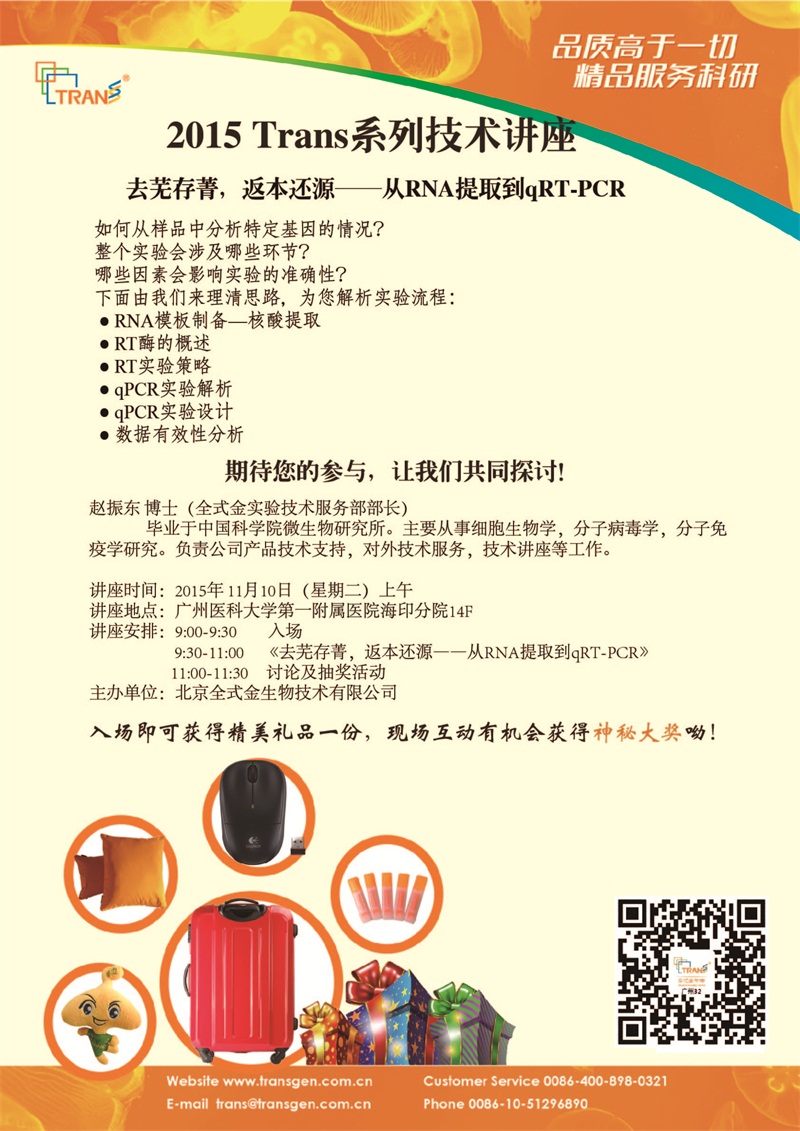 品质高于一切
精品服务科研
TRANS®
2015 Trans系列技术讲座
去芜存菁，返本还源——从RNA提取到qRT-PCR
如何从样品中分析特定基因的情况？
整个实验会涉及哪些环节？
哪些因素会影响实验的准确性？
下面由我们来理清思路，为您解析实验流程：
● RNA模板制备—核酸提取
● RT酶的概述
● RT实验策略
● qPCR实验解析
● qPCR实验设计
● 数据有效性分析
期待您的参与，让我们共同探讨!
赵振东 博士（全式金实验技术服务部部长）
毕业于中国科学院微生物研究所。主要从事细胞生物学，分子病毒学，分子免
疫学研究。负责公司产品技术支持，对外技术服务，技术讲座等工作。
讲座时间：2015年 11月10日（星期二）上午
讲座地点：广州医科大学第一附属医院海印分院14F
讲座安排：9:00-9:30 入场
9:30-11:00 《去芜存菁，返本还源——从RNA提取到qRT-PCR》
11:00-11:30 讨论及抽奖活动
主办单位：北京全式金生物技术有限公司
入场即可获得精美礼品一份，现场互动有机会获得神秘大奖呦！
TRANS
广州32
Website www.transgen.com.cn
Customer Service 0086-400-898-0321
E-mail trans@transgen.com.cn
Phone 0086-10-51296890